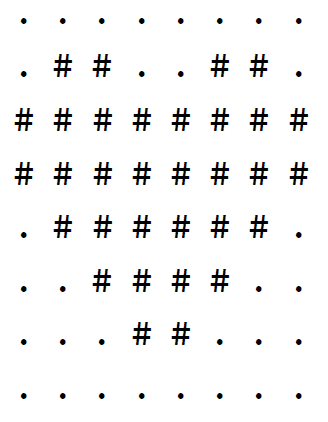 . . . . . . . .
. # # . . # # .
# # # # # # # #
# # # # # # # #
. # # # # # # .
. . # # # # . .
. . . # # . . .
. . . . . . . .